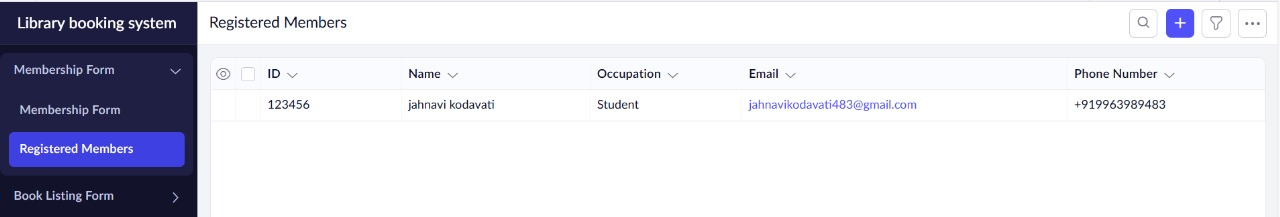 Library booking system
Registered Members
Membership Form
Membership Form
Registered Members
Book Listing Form
ID Name Occupation Email Phone Number
123456 jahnavi kodavati Student jahnavikodavati483@gmail.com +919963989483